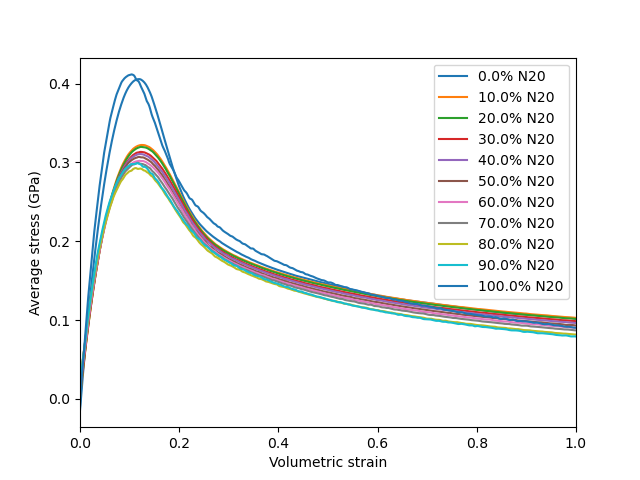 0.4
0.3
0.2
0.1
0.0
Average stress (GPa)
0.0 0.2 0.4 0.6 0.8 1.0
Volumetric strain
0.0% N20
10.0% N20
20.0% N20
30.0% N20
40.0% N20
50.0% N20
60.0% N20
70.0% N20
80.0% N20
90.0% N20
100.0% N20